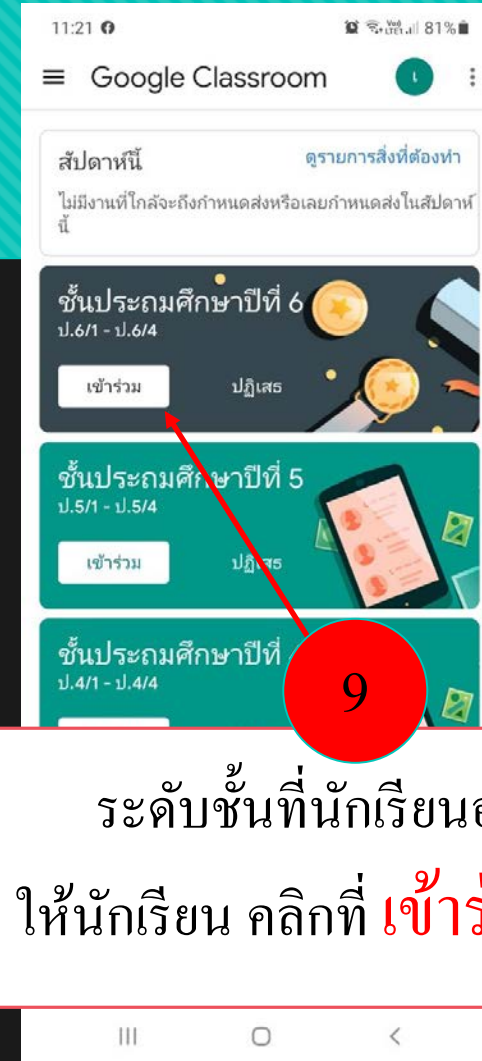 11:21
81%
Google Classroom
สัปดาห์นี้
ดูรายการสิ่งที่ต้องทำ
ไม่มีงานที่ใกล้จะถึงกำหนดส่งหรือเลยกำหนดส่งในสัปดาห์
นี้
ชั้นประถมศึกษาปีที่ 6
ป.6/1 - ป.6/4
เข้าร่วม
ปฏิเสธ
ชั้นประถมศึกษาปีที่ 5
ป.5/1 - ป.5/4
เข้าร่วม
ปฏิเสธ
ชั้นประถมศึกษาปีที่
ป.4/1 - ป.4/4
9
ระดับชั้นที่นักเรียน
ให้นักเรียน คลิกที่